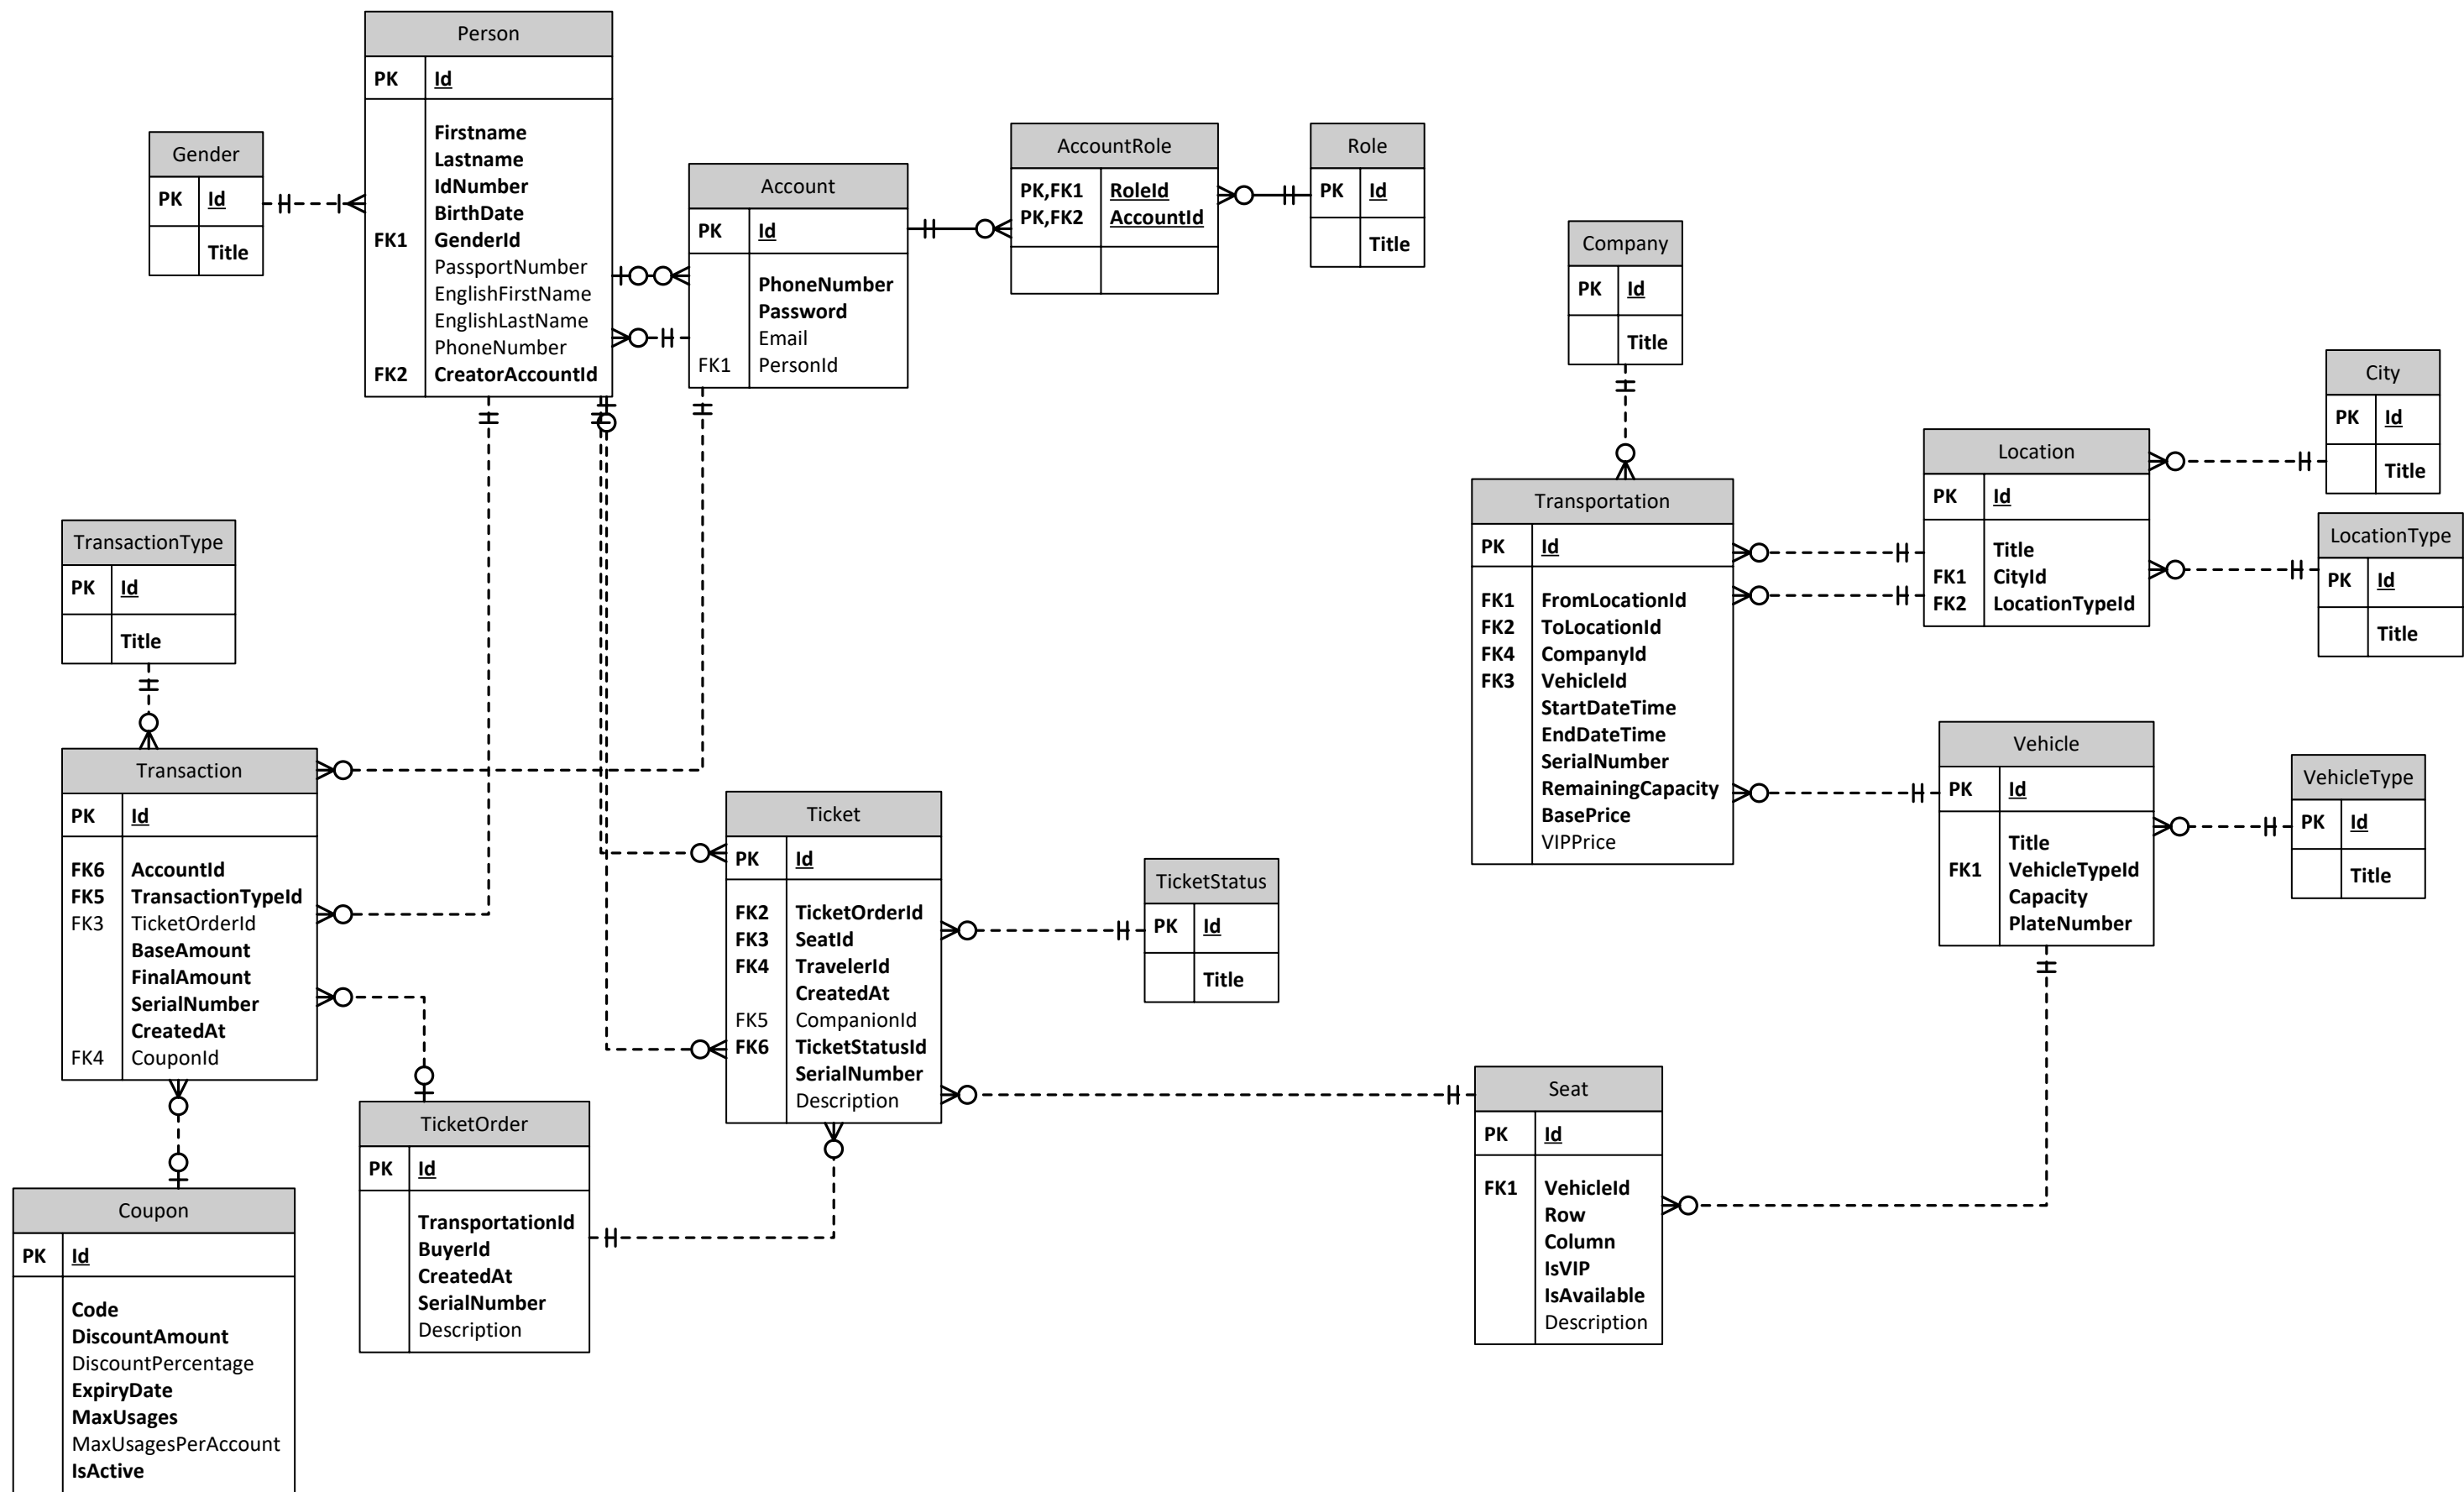 Person
PK Id
Firstname
Lastname
IdNumber
BirthDate
FK1 GenderId
PassportNumber
EnglishFirstName
EnglishLastName
PhoneNumber
FK2 CreatorAccountId
Gender
PK Id
Title
Account
PK Id
PhoneNumber
Password
Email
FK1 PersonId
AccountRole
PK,FK1 RoleId
PK,FK2 AccountId
Role
PK Id
Title
Company
PK Id
Title
City
PK Id
Title
Location
PK Id
Title
FK1 CityId
FK2 LocationTypeId
LocationType
PK Id
Title
Transportation
PK Id
FK1 FromLocationId
FK2 ToLocationId
FK4 CompanyId
FK3 VehicleId
StartDateTime
EndDateTime
SerialNumber
RemainingCapacity
BasePrice
VIPPrice
TransactionType
PK Id
Title
Transaction
PK Id
FK6 AccountId
FK5 TransactionTypeId
FK3 TicketOrderId
BaseAmount
FinalAmount
SerialNumber
CreatedAt
FK4 CouponId
Ticket
PK Id
FK2 TicketOrderId
FK3 SeatId
FK4 TravelerId
CreatedAt
FK5 CompanionId
FK6 TicketStatusId
SerialNumber
Description
TicketStatus
PK Id
Title
Vehicle
PK Id
Title
FK1 VehicleTypeId
Capacity
PlateNumber
VehicleType
PK Id
Title
TicketOrder
PK Id
TransportationId
BuyerId
CreatedAt
SerialNumber
Description
Seat
PK Id
FK1 VehicleId
Row
Column
IsVIP
IsAvailable
Description
Coupon
PK Id
Code
DiscountAmount
DiscountPercentage
ExpiryDate
MaxUsages
MaxUsagesPerAccount
IsActive